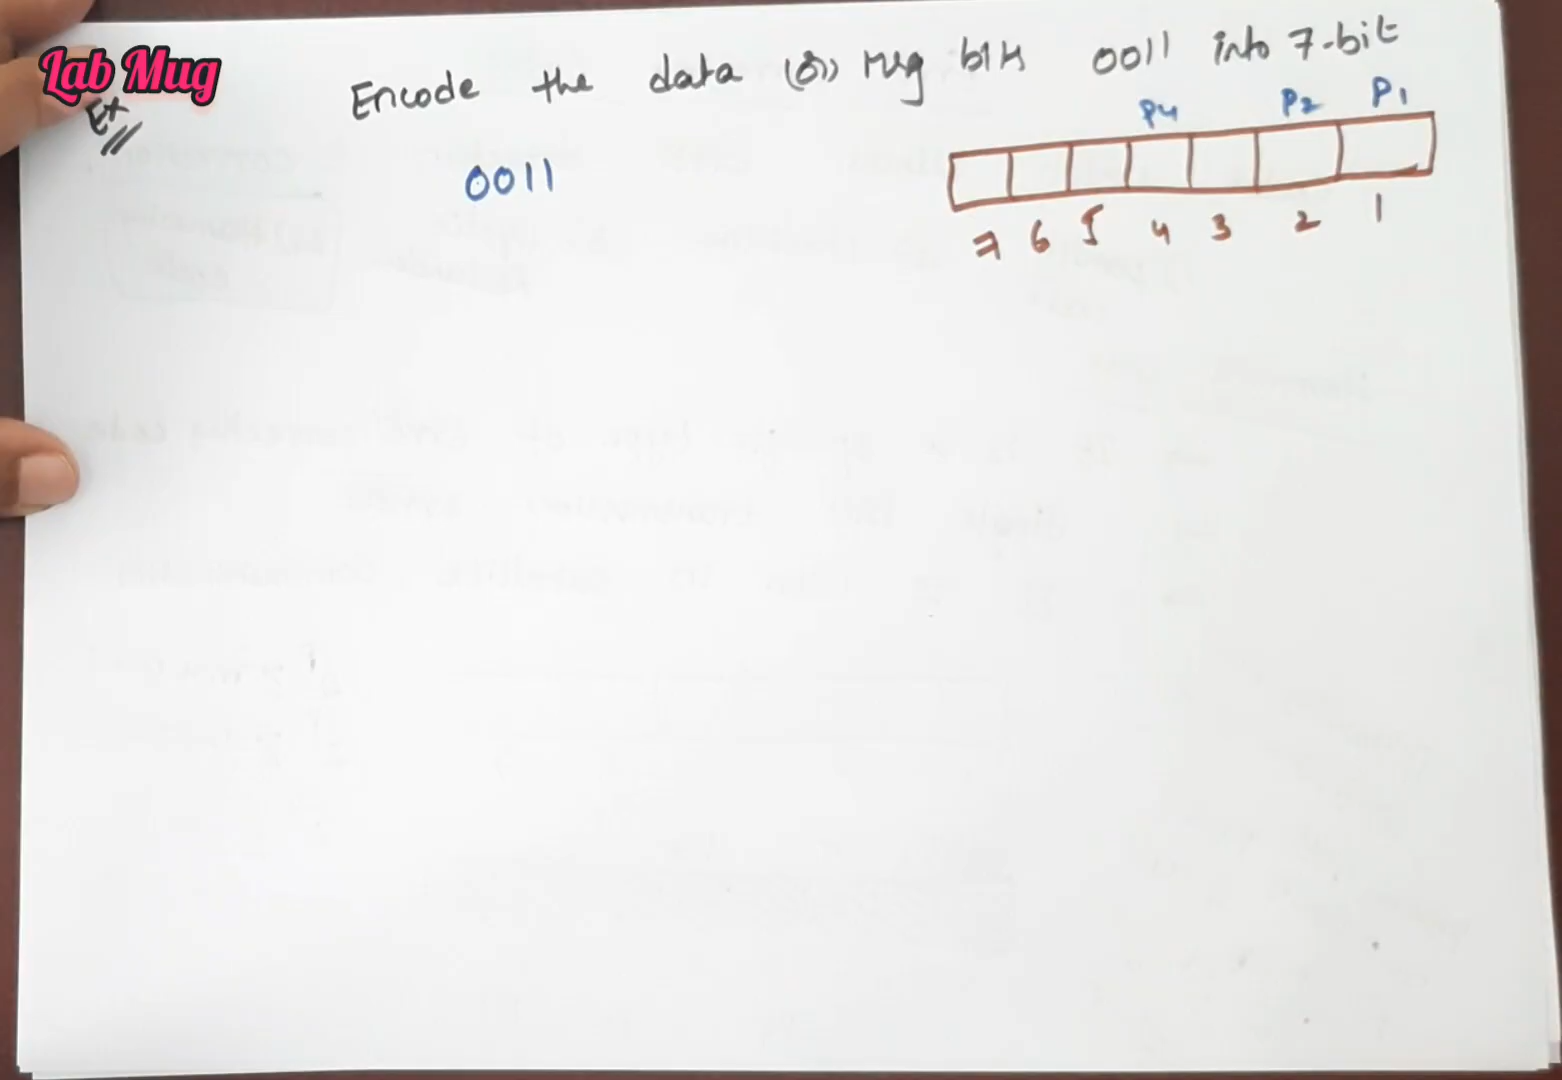 Lab Mug
Ex
Encode the data (or) msg bits 0011 into 7-bit
P4 P2 P1
0011
7 6 5 4 3 2 1